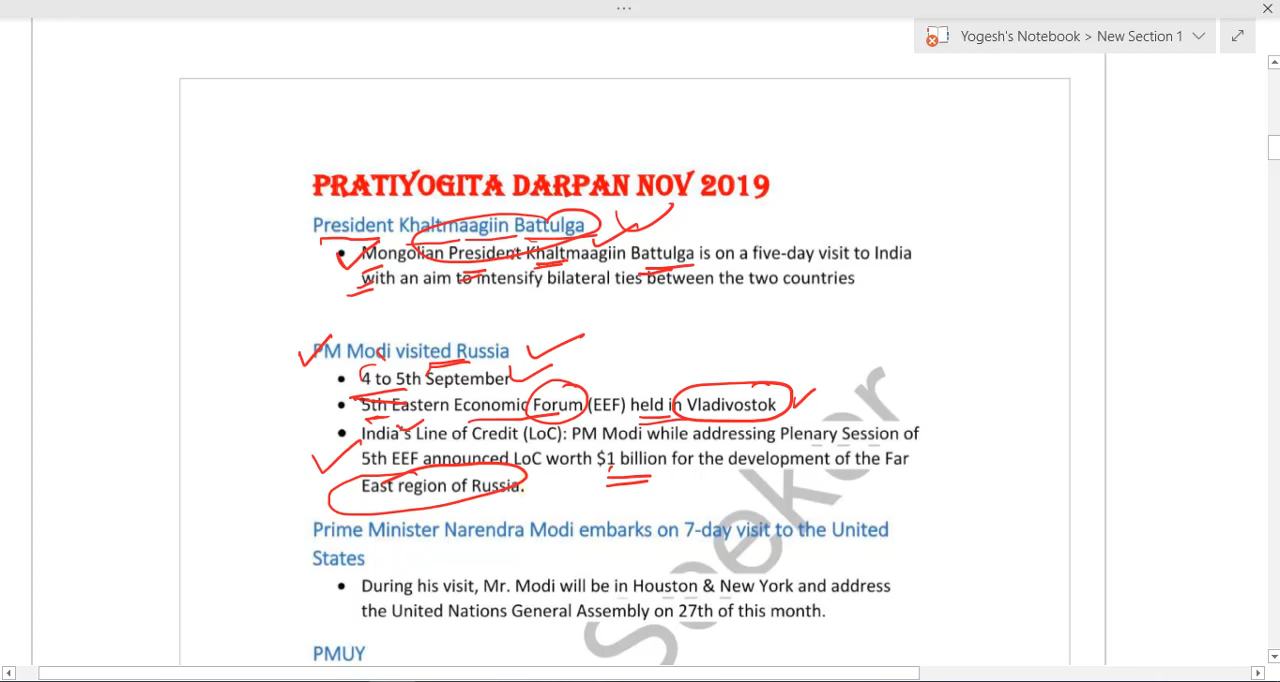 Yogesh's Notebook > New Section 1
PRATIYOGITA DARPAN NOV 2019
President Khaltmaagiin Battulga
• Mongolian President Khaltmaagiin Battulga is on a five-day visit to India
with an aim to intensify bilateral ties between the two countries
PM Modi visited Russia
• 4 to 5th September
• 5th Eastern Economic Forum (EEF) held in Vladivostok
• India's Line of Credit (LoC): PM Modi while addressing Plenary Session of
5th EEF announced LoC worth $1 billion for the development of the Far
East region of Russia.
Prime Minister Narendra Modi embarks on 7-day visit to the United
States
• During his visit, Mr. Modi will be in Houston & New York and address
the United Nations General Assembly on 27th of this month.
PMUY
Seeker